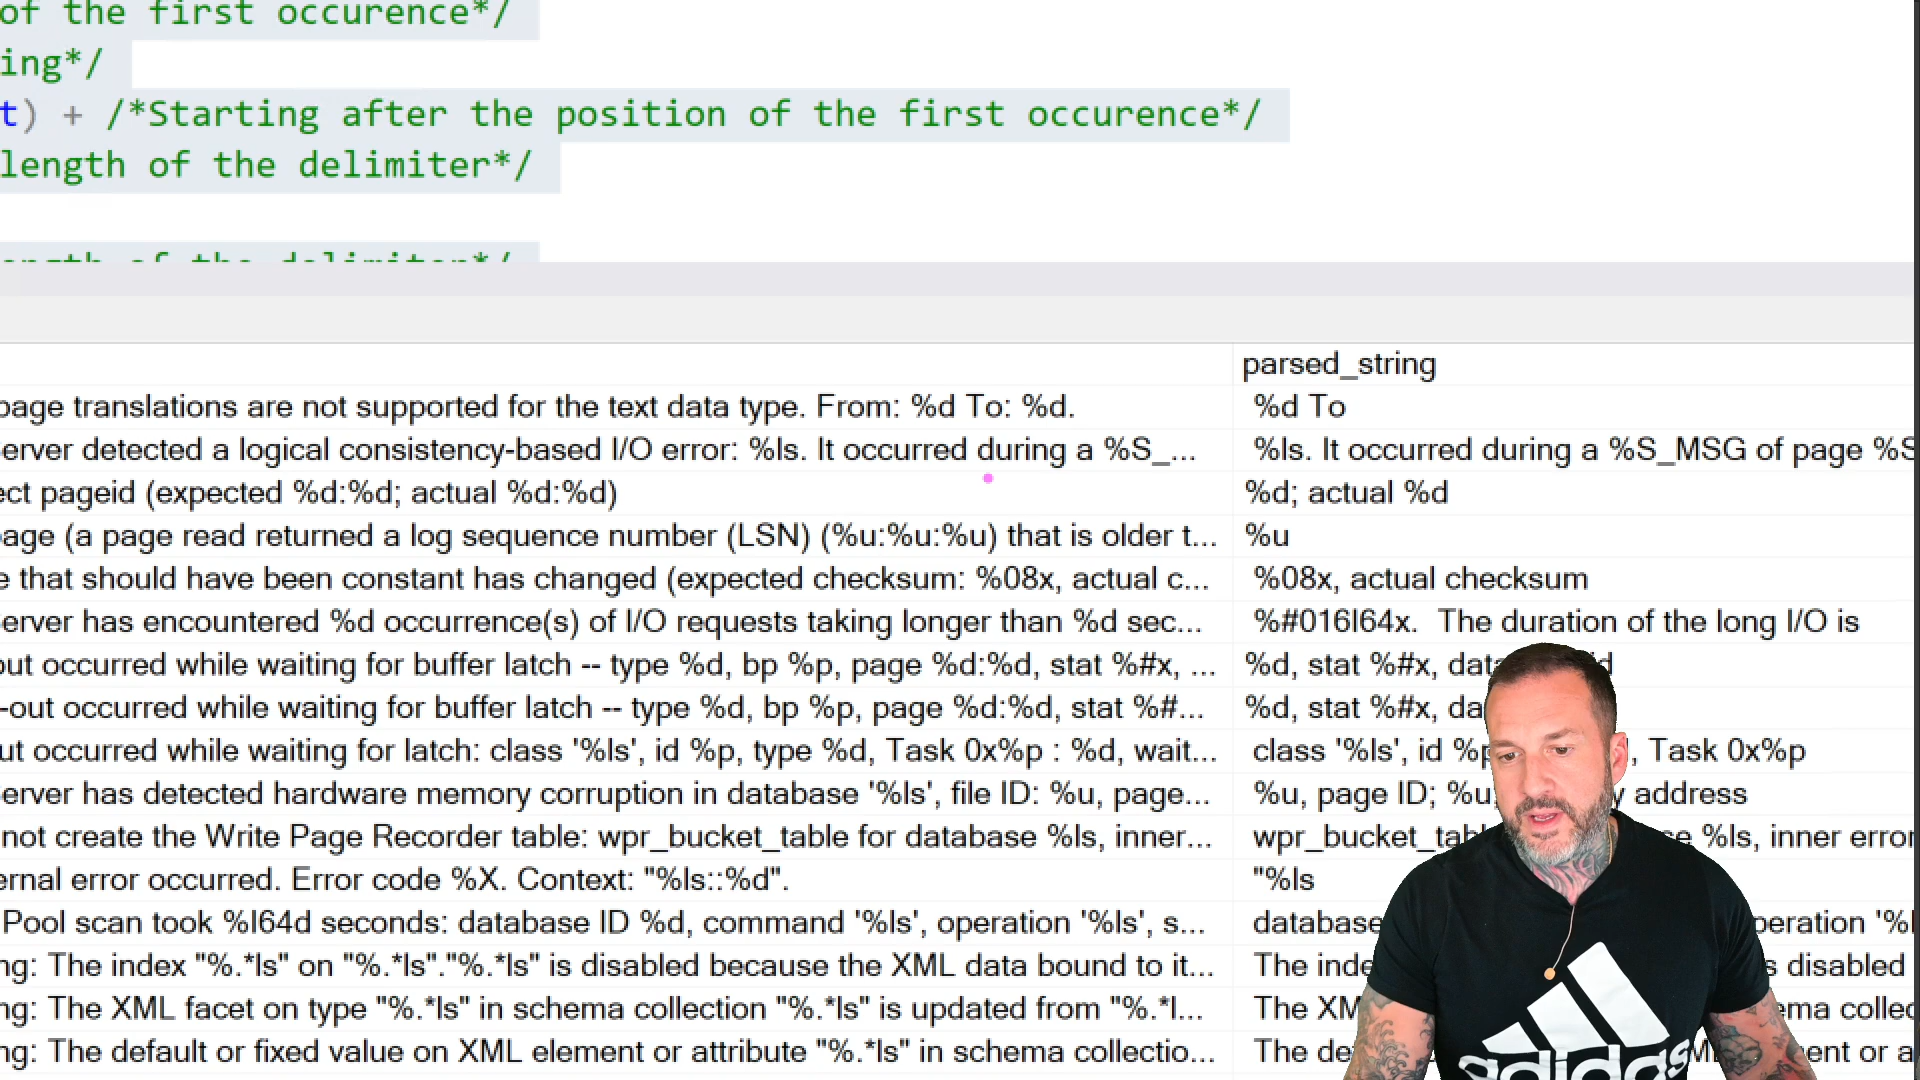 of the first occurence*/
ing*/
t) + /*Starting after the position of the first occurence*/
length of the delimiter*/
ength of the delimiter*/
parsed_string
page translations are not supported for the text data type. From: %d To: %d. %d To
erver detected a logical consistency-based I/O error: %ls. It occurred during a %S_... %ls. It occurred during a %S_MSG of page %S
ect pageid (expected %d:%d; actual %d:%d) %d; actual %d
age (a page read returned a log sequence number (LSN) (%u:%u:%u) that is older t... %u
e that should have been constant has changed (expected checksum: %08x, actual c... %08x, actual checksum
erver has encountered %d occurrence(s) of I/O requests taking longer than %d sec... %#016I64x.  The duration of the long I/O is
out occurred while waiting for buffer latch -- type %d, bp %p, page %d:%d, stat %#x, ... %d, stat %#x, data d
-out occurred while waiting for buffer latch -- type %d, bp %p, page %d:%d, stat %#... %d, stat %#x, da
ut occurred while waiting for latch: class '%ls', id %p, type %d, Task 0x%p : %d, wait... class '%ls', id %p , Task 0x%p
erver has detected hardware memory corruption in database '%ls', file ID: %u, page... %u, page ID; %u, y address
not create the Write Page Recorder table: wpr_bucket_table for database %ls, inner... wpr_bucket_tabl e %ls, inner error
ernal error occurred. Error code %X. Context: "%ls::%d". "%ls
Pool scan took %I64d seconds: database ID %d, command '%ls', operation '%ls', s... database peration '%l
ng: The index "%.*ls" on "%.*ls"."%.*ls" is disabled because the XML data bound to it... The inde s disabled
ng: The XML facet on type "%.*ls" in schema collection "%.*ls" is updated from "%.*l... The XM ema collec
ng: The default or fixed value on XML element or attribute "%.*ls" in schema collectio... The de ent or a
adidas